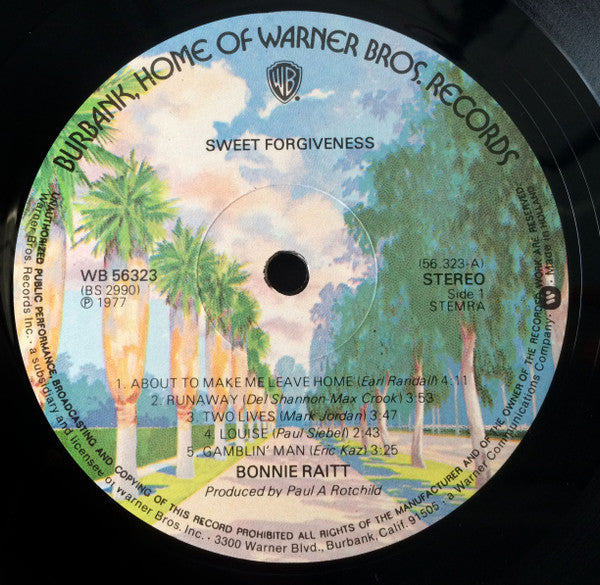 BURBANK, HOME OF WARNER BROS. RECORDS
WB
SWEET FORGIVENESS
WB 56323
(BS 2990)
℗ 1977
(56.323-A)
STEREO
Side 1
STEMRA
1. ABOUT TO MAKE ME LEAVE HOME (Earl Randall) 4:11
2. RUNAWAY (Del Shannon-Max Crook) 3:53
3. TWO LIVES (Mark Jordan) 3:47
4. LOUISE (Paul Siebel) 2:43
5. GAMBLIN' MAN (Eric Kaz) 3:25
BONNIE RAITT
Produced by Paul A Rotchild
UNAUTHORIZED PUBLIC PERFORMANCE, BROADCASTING AND COPYING OF THIS RECORD PROHIBITED ALL RIGHTS OF THE MANUFACTURER AND OF THE OWNER OF THE RECORDED WORK ARE RESERVED.
Warner Bros. Records Inc. · a subsidiary and licensee of Warner Bros. Inc. · 3300 Warner Blvd., Burbank, Calif. 91505 · a Warner Communications Company. · Made in Holland